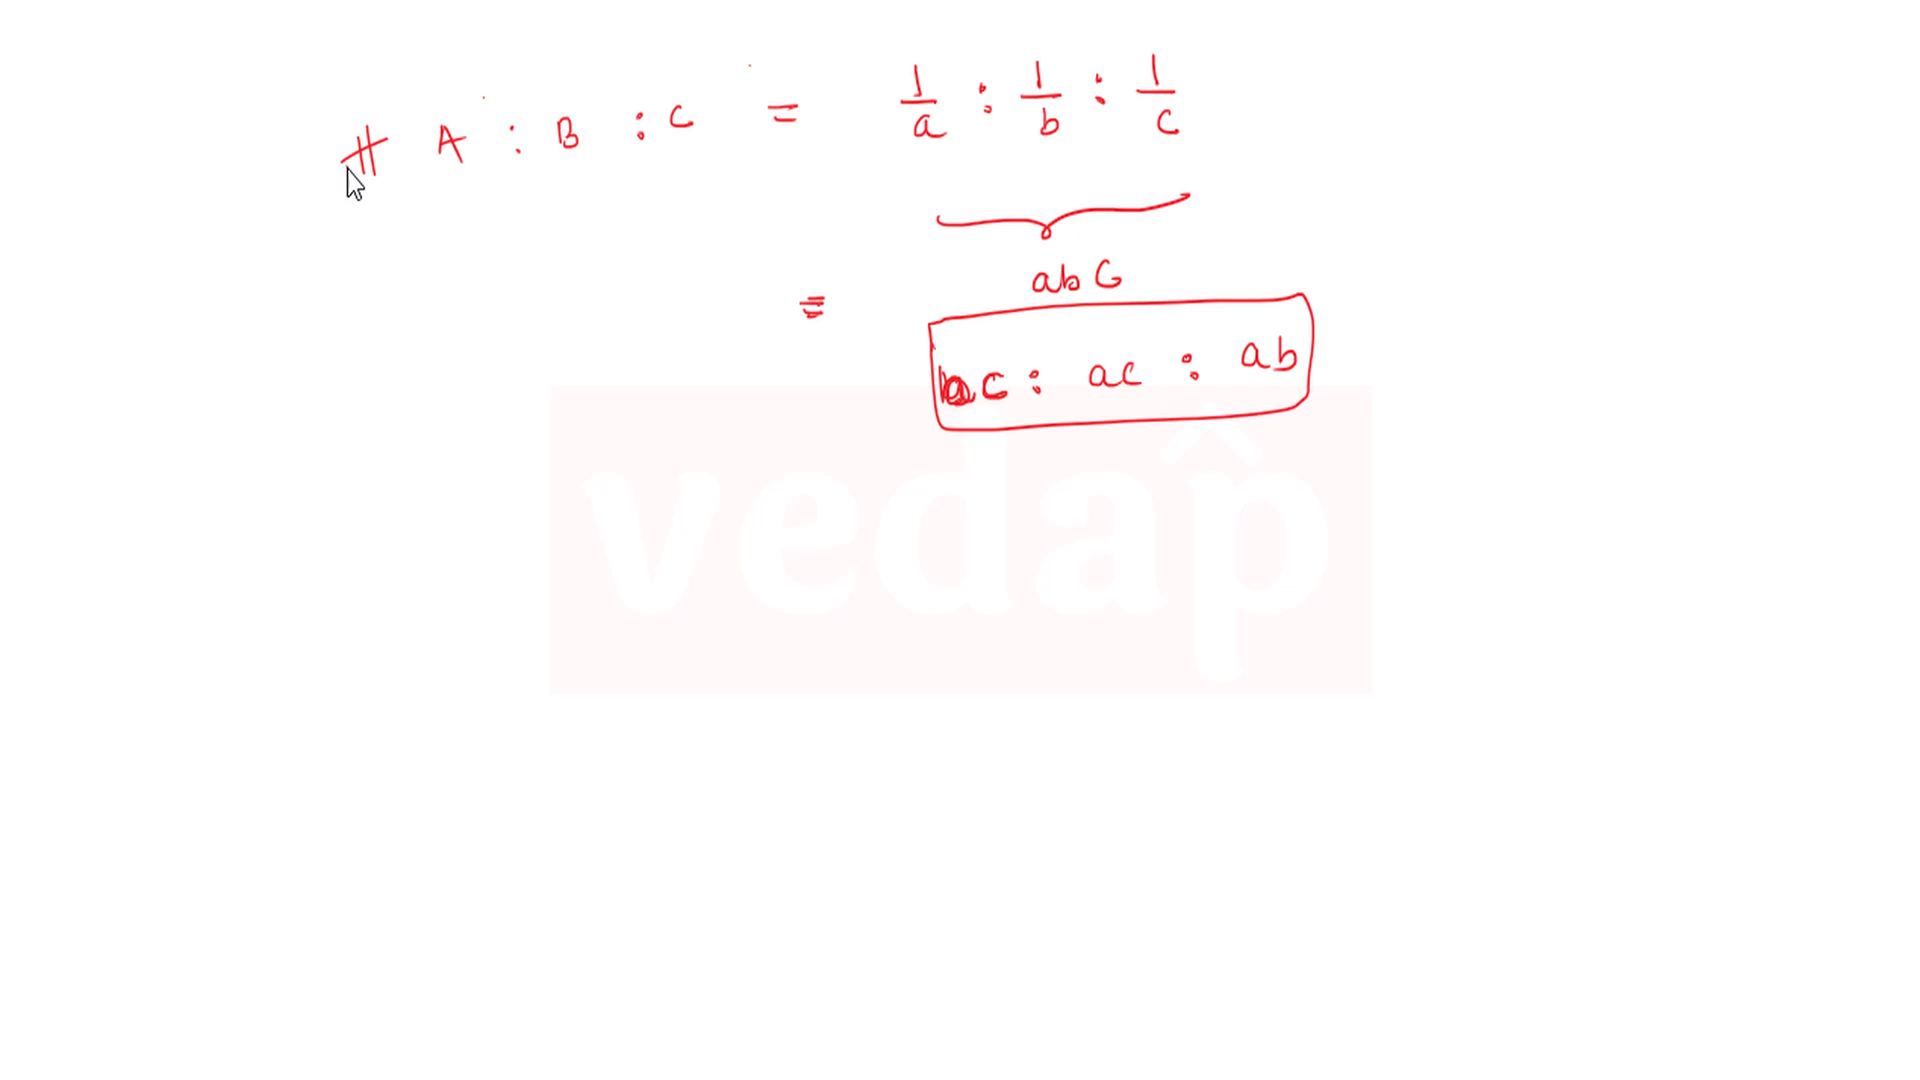 # A : B : C = 1/a : 1/b : 1/c
abc
= bc : ac : ab
vedap